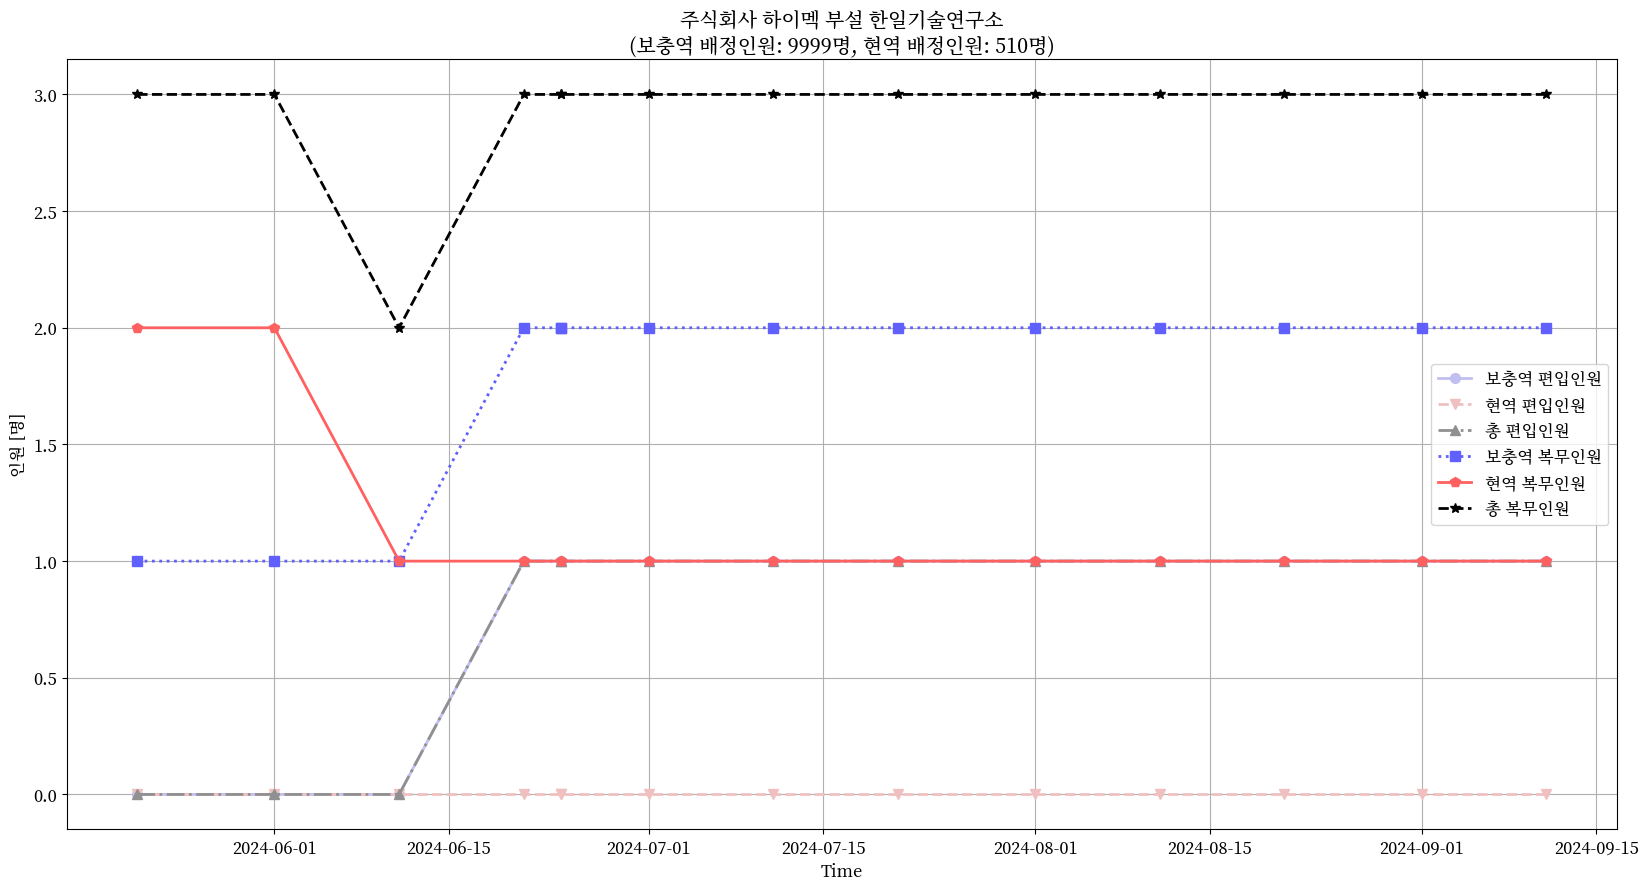 주식회사 하이멕 부설 한일기술연구소
(보충역 배정인원: 9999명, 현역 배정인원: 510명)
인원 [명]
3.0
2.5
2.0
1.5
1.0
0.5
0.0
보충역 편입인원
현역 편입인원
총 편입인원
보충역 복무인원
현역 복무인원
총 복무인원
2024-06-01
2024-06-15
2024-07-01
2024-07-15
2024-08-01
2024-08-15
2024-09-01
2024-09-15
Time